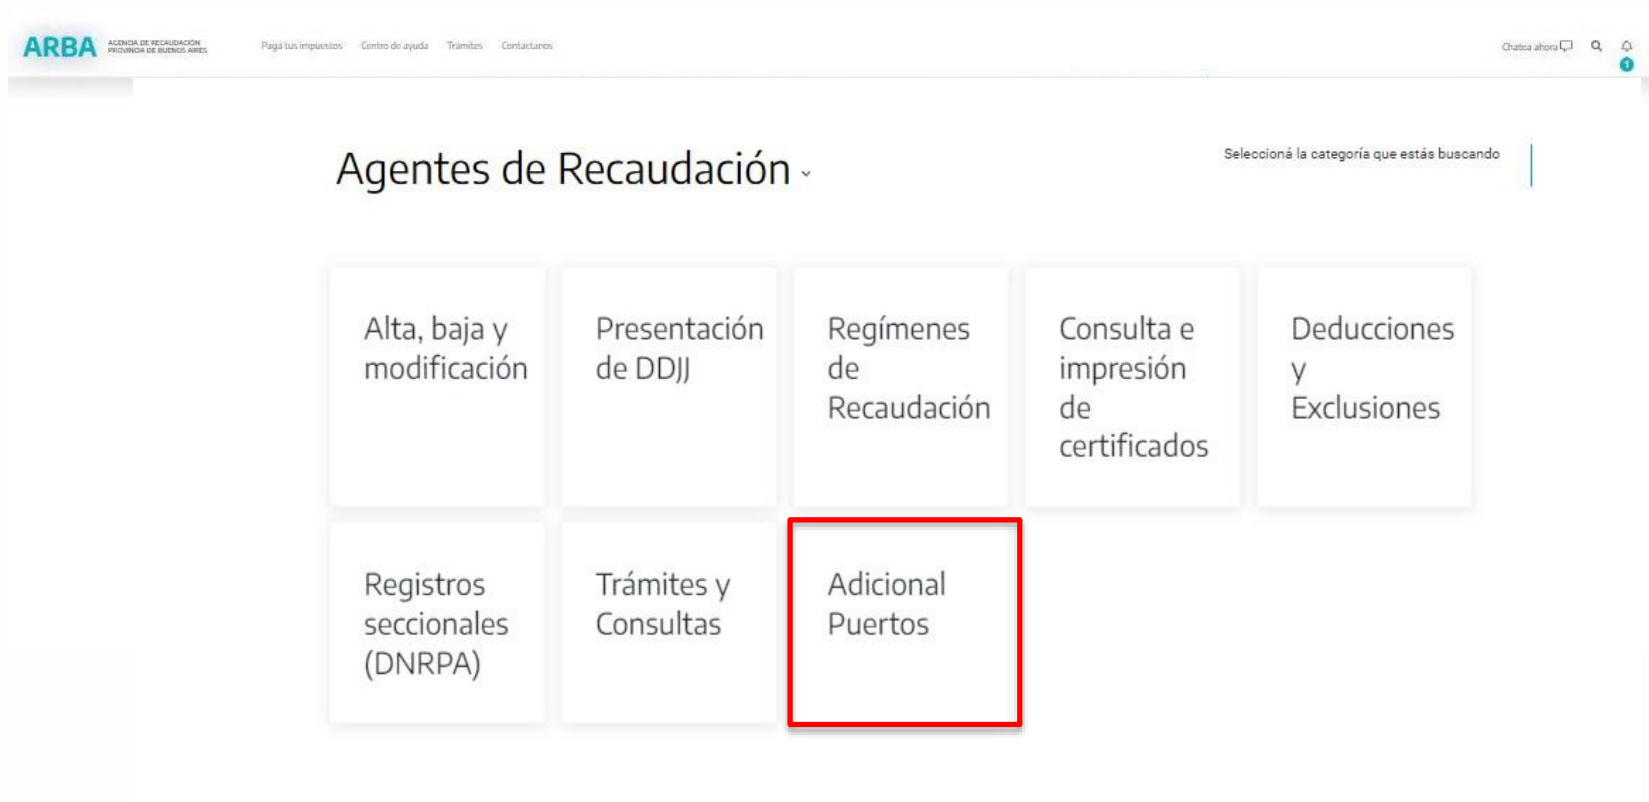 ARBA
AGENCIA DE RECAUDACIÓN
PROVINCIA DE BUENOS AIRES
Pagá tus impuestos
Centro de ayuda
Trámites
Contactanos
Chatea ahora
1
Agentes de Recaudación
Seleccioná la categoría que estás buscando
Alta, baja y
modificación
Presentación
de DDJJ
Regímenes
de
Recaudación
Consulta e
impresión
de
certificados
Deducciones
y
Exclusiones
Registros
seccionales
(DNRPA)
Trámites y
Consultas
Adicional
Puertos